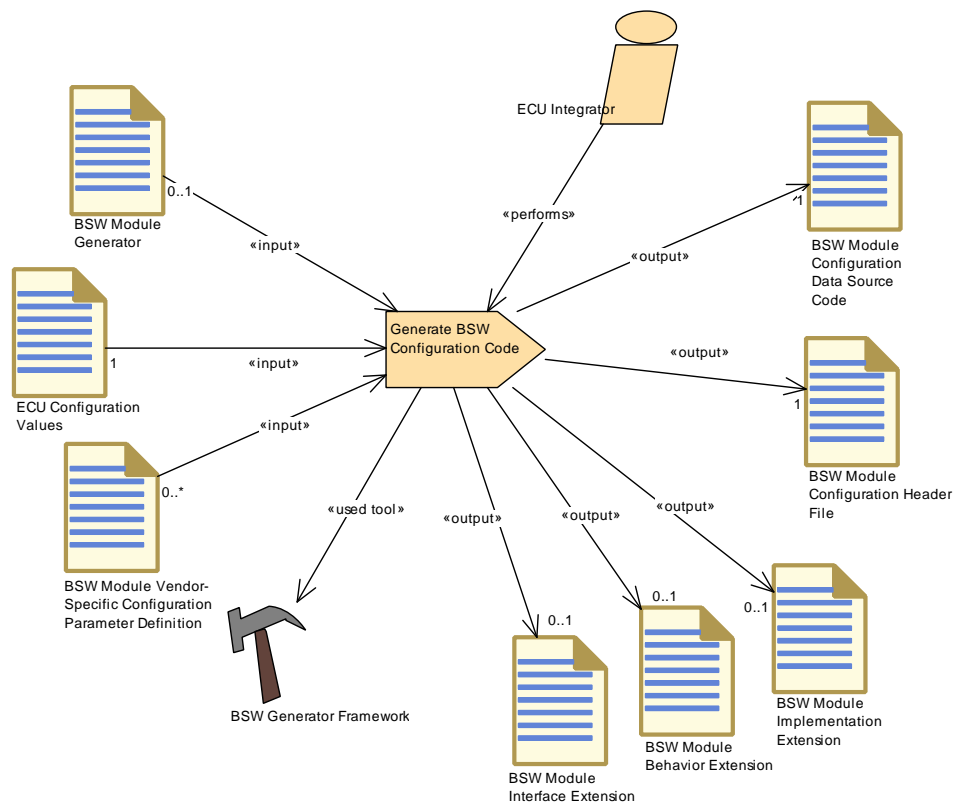 ECU Integrator
BSW Module
Generator
0..1
«input»
«performs»
«output»
1
BSW Module
Configuration
Data Source
Code
Generate BSW
Configuration Code
ECU Configuration
Values
1
«input»
«output»
1
BSW Module
Configuration Header
File
BSW Module Vendor-
Specific Configuration
Parameter Definition
0..*
«input»
«used tool»
BSW Generator Framework
«output»
0..1
BSW Module
Interface Extension
«output»
0..1
BSW Module
Behavior Extension
«output»
0..1
BSW Module
Implementation
Extension